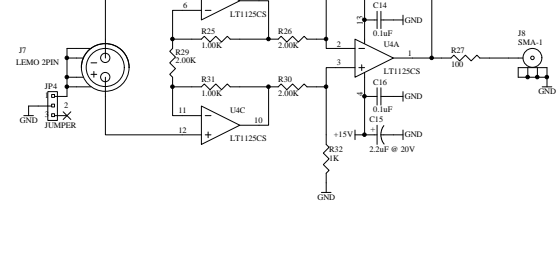 6
LT1125CS
C14
0.1uF
GND
13
J7
LEMO 2PIN
R25
1.00K
R26
2.00K
2
U4A
1
R27
100
J8
SMA-1
R29
2.00K
3
LT1125CS
GND
JP4
R31
1.00K
R30
2.00K
4
C16
0.1uF
GND
1
2
3
GND
JUMPER
11
U4C
10
12
LT1125CS
+15V
C15
+
GND
2.2uF @ 20V
R32
1K
GND